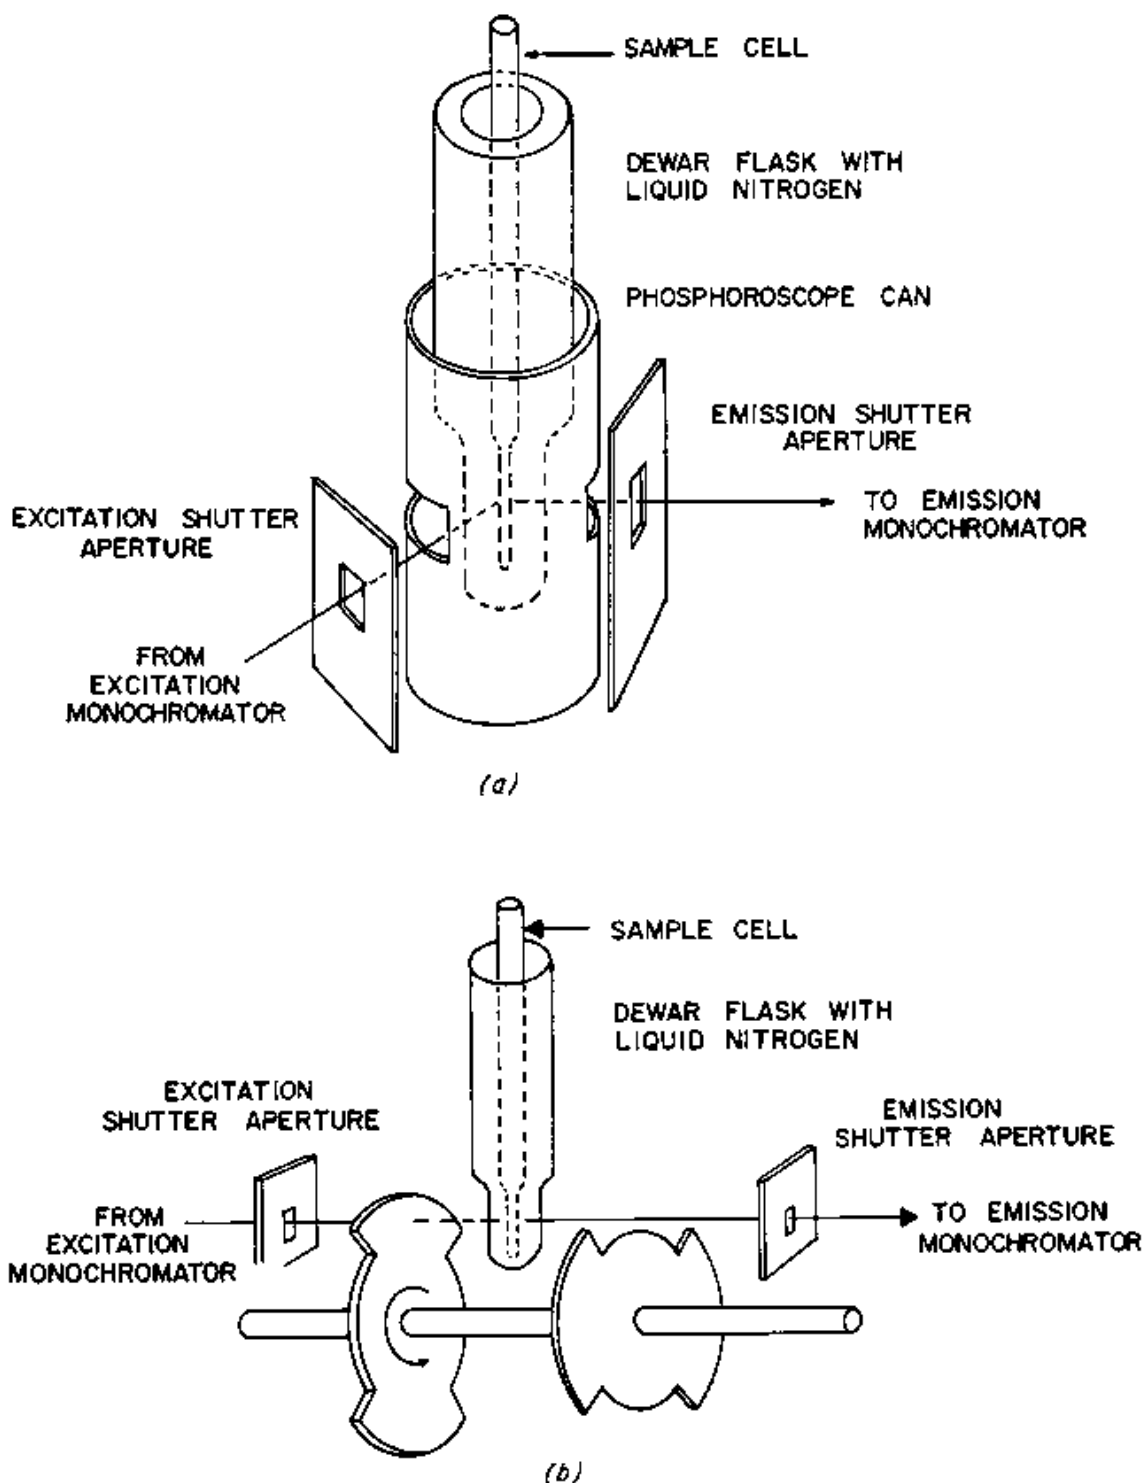 SAMPLE CELL
DEWAR FLASK WITH
LIQUID NITROGEN
PHOSPHOROSCOPE CAN
EMISSION SHUTTER
APERTURE
TO EMISSION
MONOCHROMATOR
EXCITATION SHUTTER
APERTURE
FROM
EXCITATION
MONOCHROMATOR
(a)
SAMPLE CELL
DEWAR FLASK WITH
LIQUID NITROGEN
EXCITATION
SHUTTER APERTURE
EMISSION
SHUTTER APERTURE
FROM
EXCITATION
MONOCHROMATOR
TO EMISSION
MONOCHROMATOR
(b)